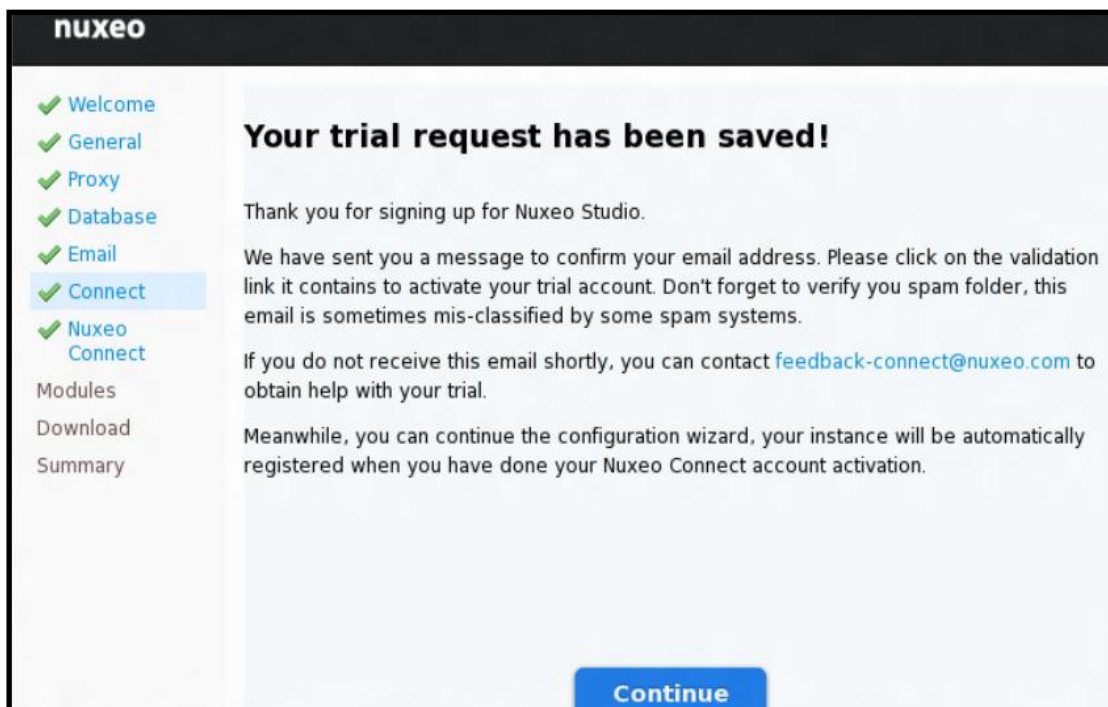 nuxeo
Welcome
General
Proxy
Database
Email
Connect
Nuxeo
Connect
Modules
Download
Summary
Your trial request has been saved!
Thank you for signing up for Nuxeo Studio.
We have sent you a message to confirm your email address. Please click on the validation
link it contains to activate your trial account. Don't forget to verify you spam folder, this
email is sometimes mis-classified by some spam systems.
If you do not receive this email shortly, you can contact feedback-connect@nuxeo.com to
obtain help with your trial.
Meanwhile, you can continue the configuration wizard, your instance will be automatically
registered when you have done your Nuxeo Connect account activation.
Continue